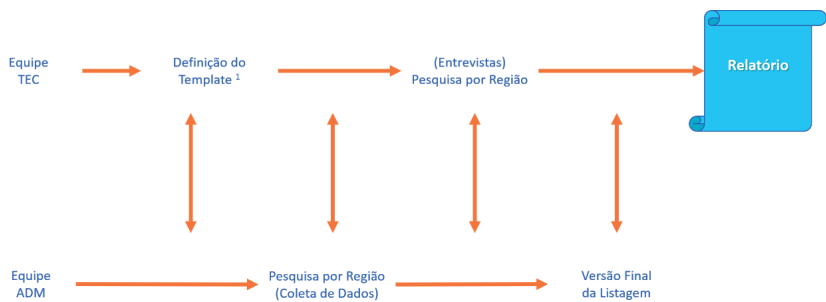 Equipe
TEC
Definição do
Template ¹
(Entrevistas)
Pesquisa por Região
Relatório
Equipe
ADM
Pesquisa por Região
(Coleta de Dados)
Versão Final
da Listagem